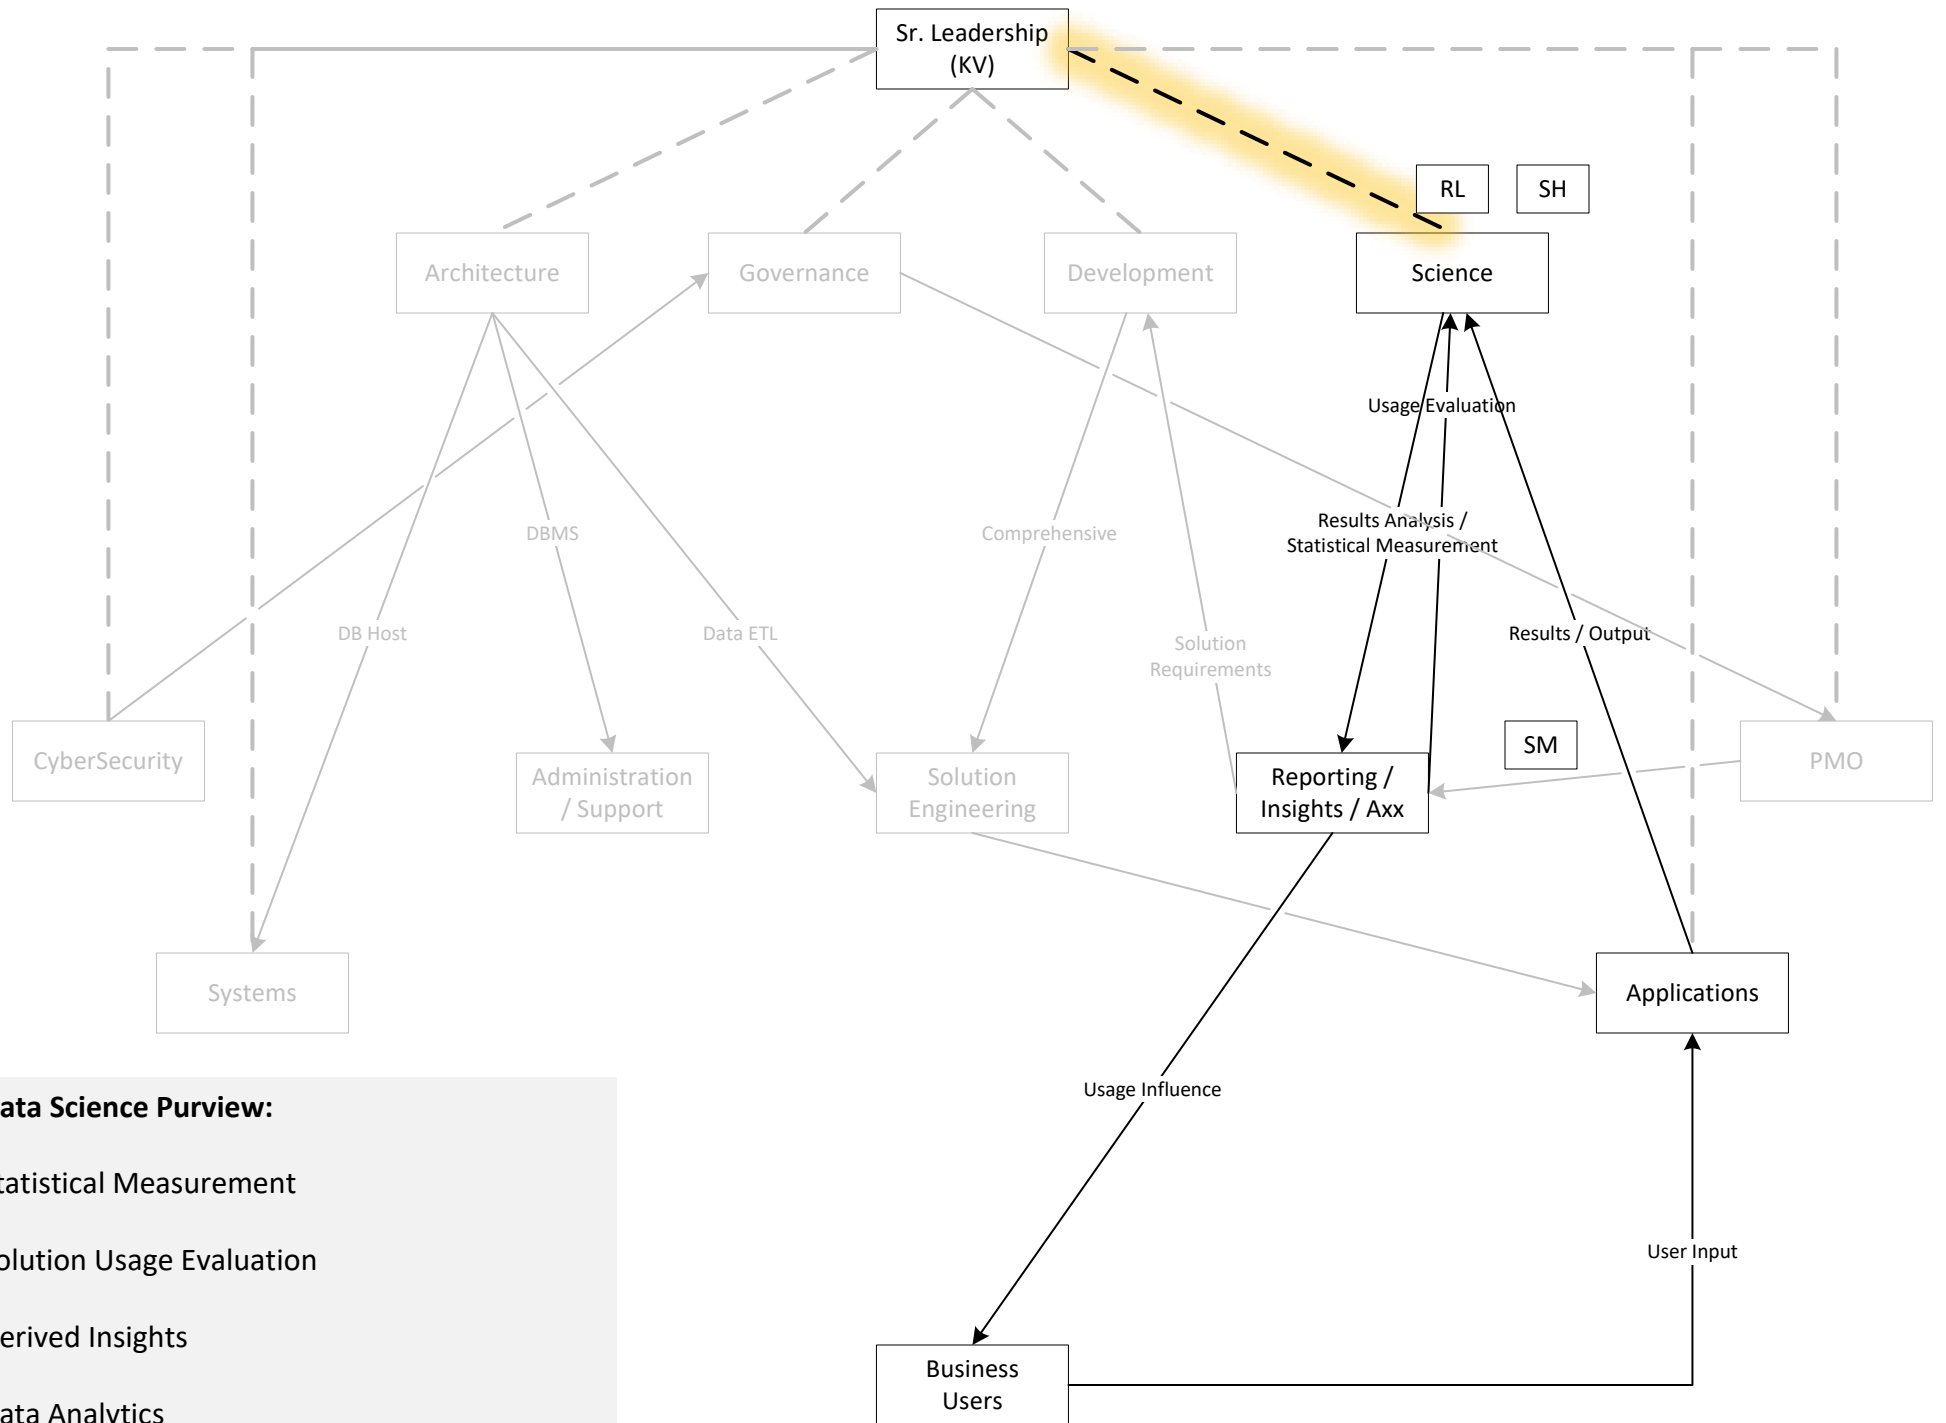 Sr. Leadership
(KV)
RL
SH
Architecture
Governance
Development
Science
Usage Evaluation
Results Analysis /
Statistical Measurement
DBMS
Comprehensive
DB Host
Data ETL
Solution
Requirements
Results / Output
SM
CyberSecurity
Administration
/ Support
Solution
Engineering
Reporting /
Insights / Axx
PMO
Systems
Applications
Usage Influence
ata Science Purview:
tatistical Measurement
olution Usage Evaluation
erived Insights
ata Analytics
User Input
Business
Users